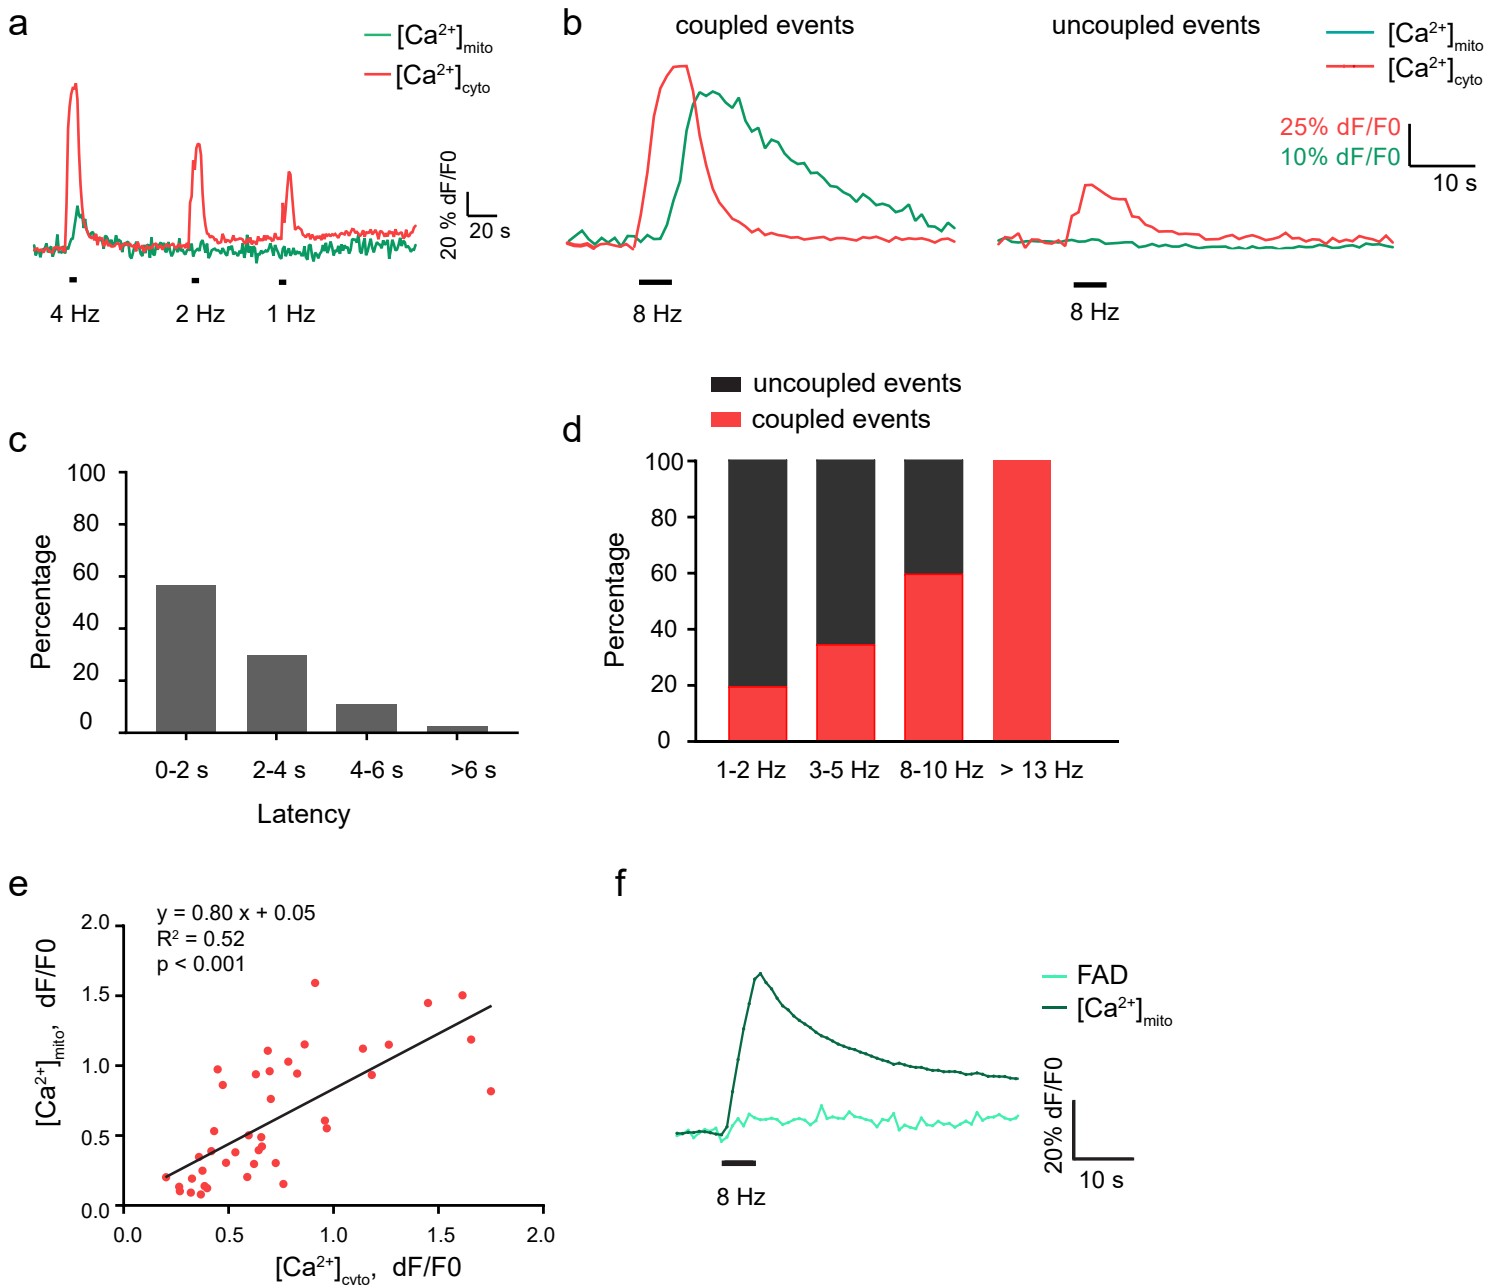 a
[Ca²⁺]mito
[Ca²⁺]cyto
20 % dF/F0
20 s
4 Hz
2 Hz
1 Hz
b
coupled events
uncoupled events
[Ca²⁺]mito
[Ca²⁺]cyto
25% dF/F0
10% dF/F0
10 s
8 Hz
8 Hz
c
100
80
60
40
20
0
Percentage
0-2 s
2-4 s
4-6 s
>6 s
Latency
uncoupled events
coupled events
d
100
80
60
40
20
0
Percentage
1-2 Hz
3-5 Hz
8-10 Hz
> 13 Hz
e
y = 0.80 x + 0.05
R² = 0.52
p < 0.001
2.0
1.5
1.0
0.5
0.0
[Ca²⁺]mito, dF/F0
0.0
0.5
1.0
1.5
2.0
[Ca²⁺]cyto, dF/F0
f
FAD
[Ca²⁺]mito
20% dF/F0
10 s
8 Hz